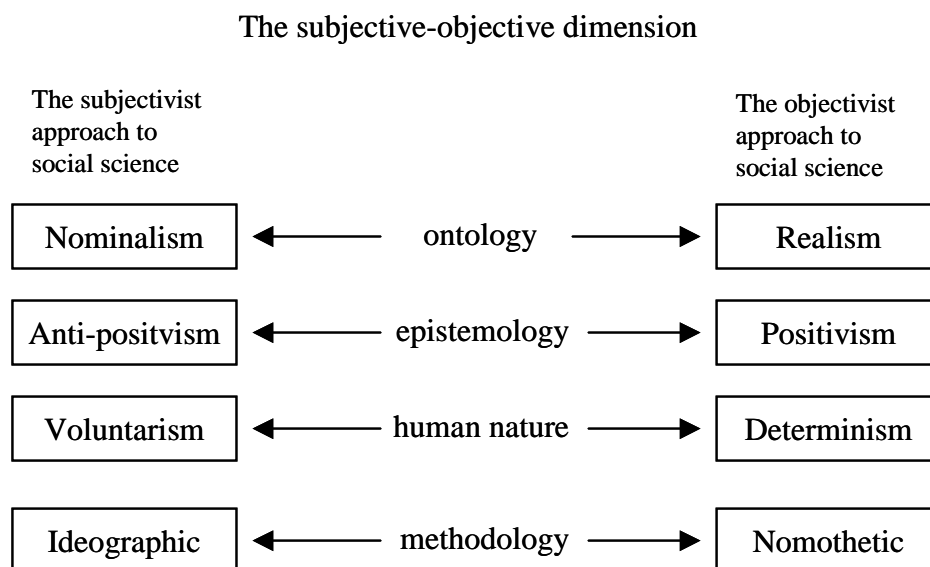 The subjective-objective dimension
The subjectivist
approach to
social science
The objectivist
approach to
social science
Nominalism
ontology
Realism
Anti-positvism
epistemology
Positivism
Voluntarism
human nature
Determinism
Ideographic
methodology
Nomothetic